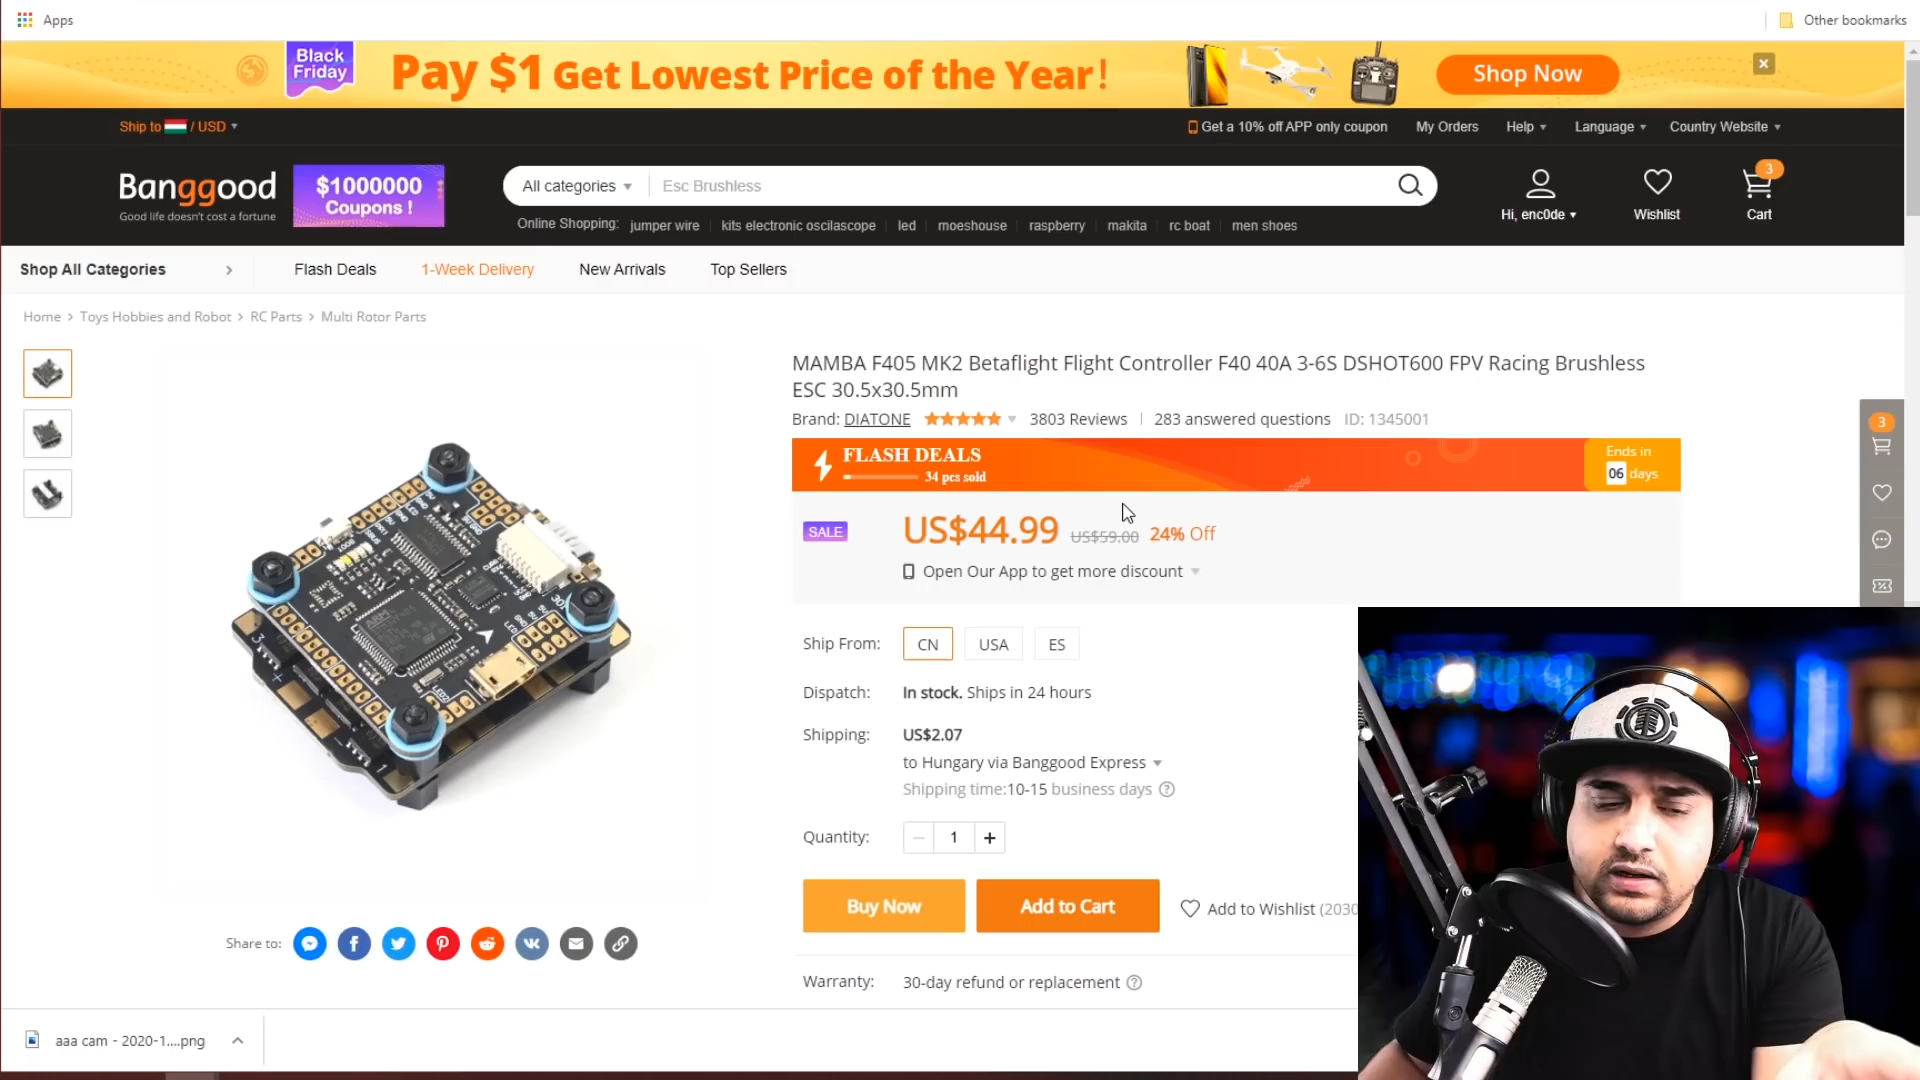 Apps
Other bookmarks
Black
Friday
Pay $1 Get Lowest Price of the Year!
Shop Now
Ship to / USD
Get a 10% off APP only coupon
My Orders
Help
Language
Country Website
Banggood
Good life doesn't cost a fortune
$1000000
Coupons !
All categories
Esc Brushless
3
Online Shopping:
jumper wire
kits electronic oscilascope
led
moeshouse
raspberry
makita
rc boat
men shoes
Hi, enc0de
Wishlist
Cart
Shop All Categories
Flash Deals
1-Week Delivery
New Arrivals
Top Sellers
Home > Toys Hobbies and Robot > RC Parts > Multi Rotor Parts
MAMBA F405 MK2 Betaflight Flight Controller F40 40A 3-6S DSHOT600 FPV Racing Brushless
ESC 30.5x30.5mm
Brand: DIATONE
3803 Reviews
283 answered questions
ID: 1345001
3
FLASH DEALS
34 pcs sold
Ends in
06 days
SALE
US$44.99
US$59.00
24% Off
Open Our App to get more discount
Ship From:
CN
USA
ES
Dispatch:
In stock. Ships in 24 hours
Shipping:
US$2.07
to Hungary via Banggood Express
Shipping time:10-15 business days
Quantity:
1
Buy Now
Add to Cart
Add to Wishlist (2030
Share to:
Warranty:
30-day refund or replacement
aaa cam - 2020-1....png